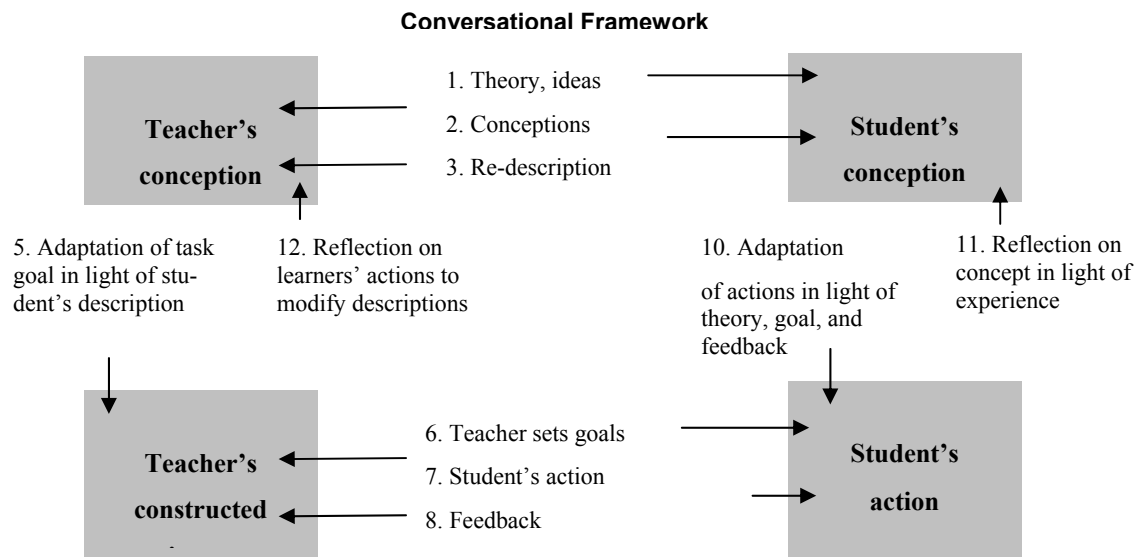 Conversational Framework
1. Theory, ideas
2. Conceptions
3. Re-description
Teacher's
conception
Student's
conception
5. Adaptation of task
goal in light of stu-
dent's description
12. Reflection on
learners' actions to
modify descriptions
10. Adaptation
of actions in light of
theory, goal, and
feedback
11. Reflection on
concept in light of
experience
6. Teacher sets goals
7. Student's action
8. Feedback
Teacher's
constructed
Student's
action